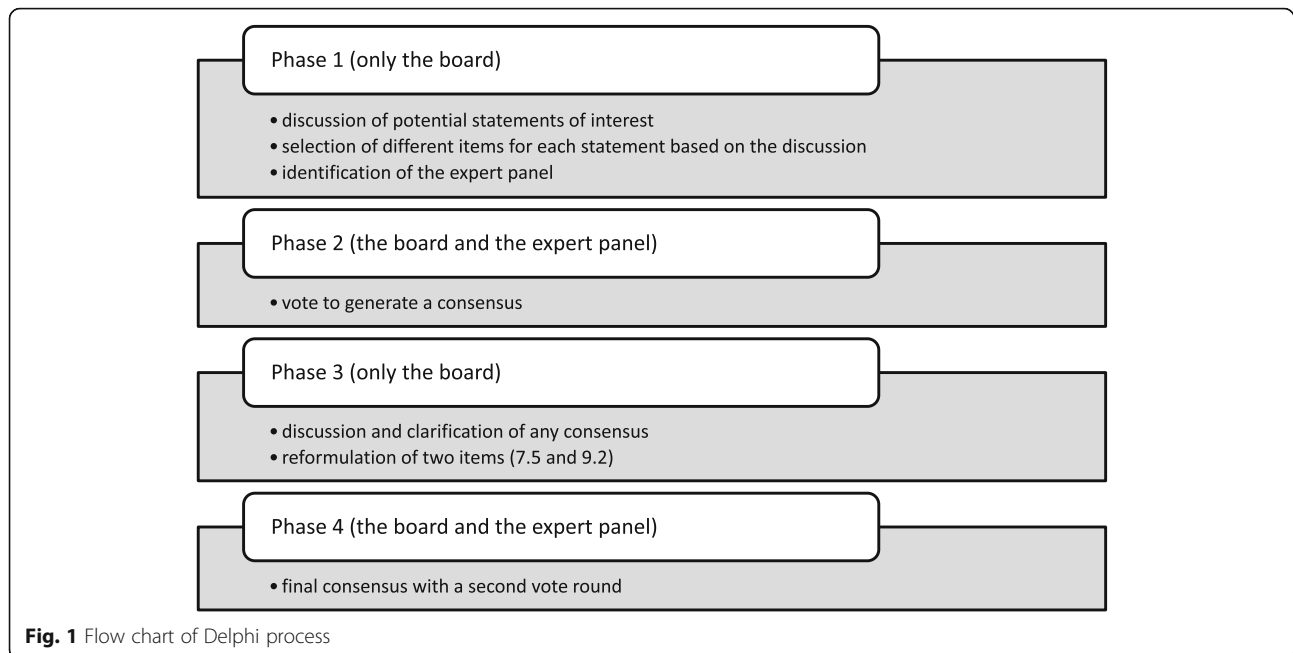 Phase 1 (only the board)
• discussion of potential statements of interest
• selection of different items for each statement based on the discussion
• identification of the expert panel
Phase 2 (the board and the expert panel)
• vote to generate a consensus
Phase 3 (only the board)
• discussion and clarification of any consensus
• reformulation of two items (7.5 and 9.2)
Phase 4 (the board and the expert panel)
• final consensus with a second vote round
Fig. 1 Flow chart of Delphi process